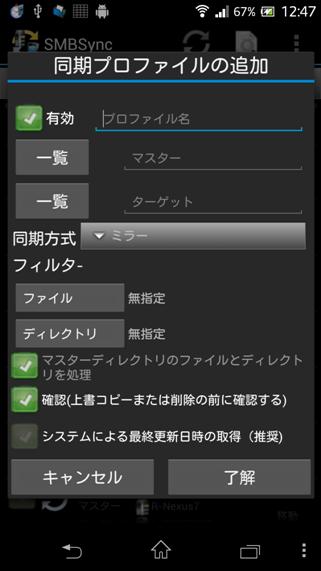 67% 12:47
SMBSync
同期プロファイルの追加
有効 プロファイル名
一覧 マスター
一覧 ターゲット
同期方式 ミラー
フィルタ-
ファイル 無指定
ディレクトリ 無指定
マスターディレクトリのファイルとディレクト
リを処理
確認(上書コピーまたは削除の前に確認する)
システムによる最終更新日時の取得（推奨)
キャンセル 了解
マスター R-Nexus7 移動